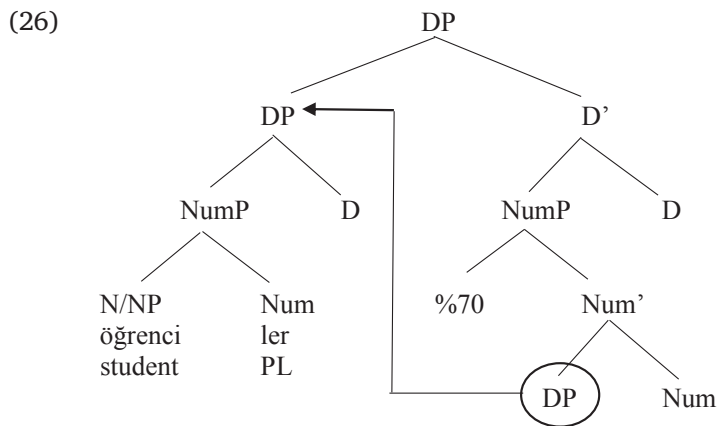 (26) DP
DP D’
NumP D NumP D
N/NP Num %70 Num’
öğrenci ler
student PL
DP Num